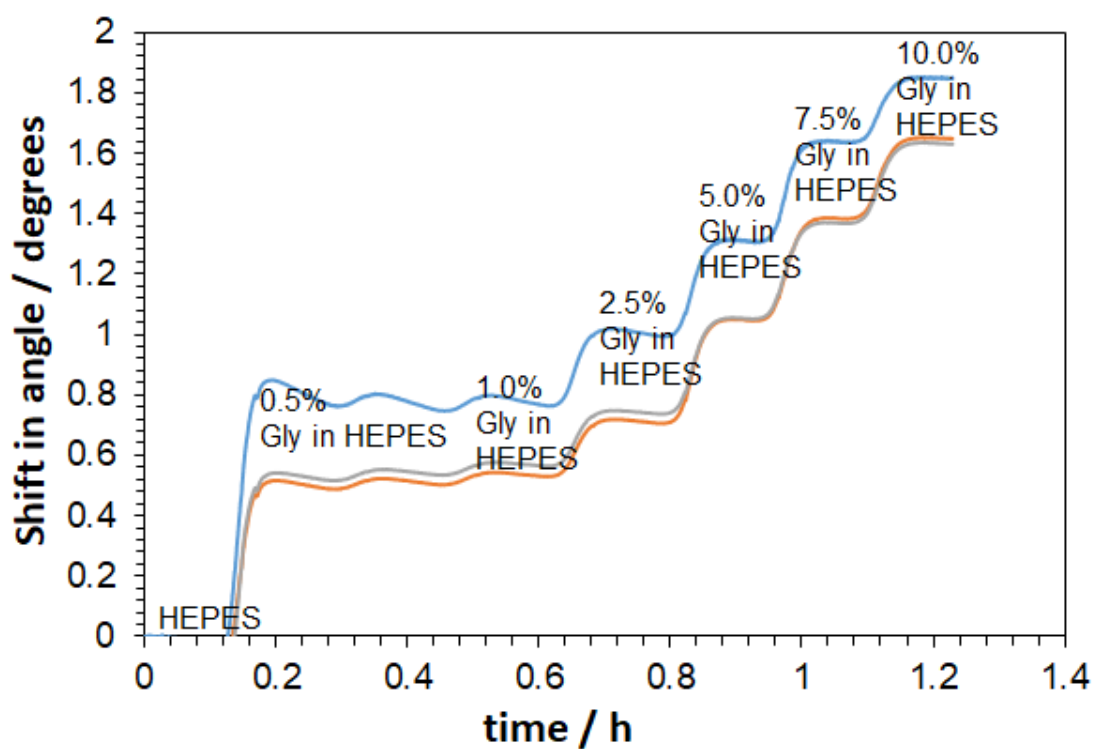 2
1.8
1.6
1.4
1.2
1
0.8
0.6
0.4
0.2
0
Shift in angle / degrees
HEPES
0.5%
Gly in HEPES
1.0%
Gly in
HEPES
2.5%
Gly in
HEPES
5.0%
Gly in
HEPES
7.5%
Gly in
HEPES
10.0%
Gly in
HEPES
0 0.2 0.4 0.6 0.8 1 1.2 1.4
time / h